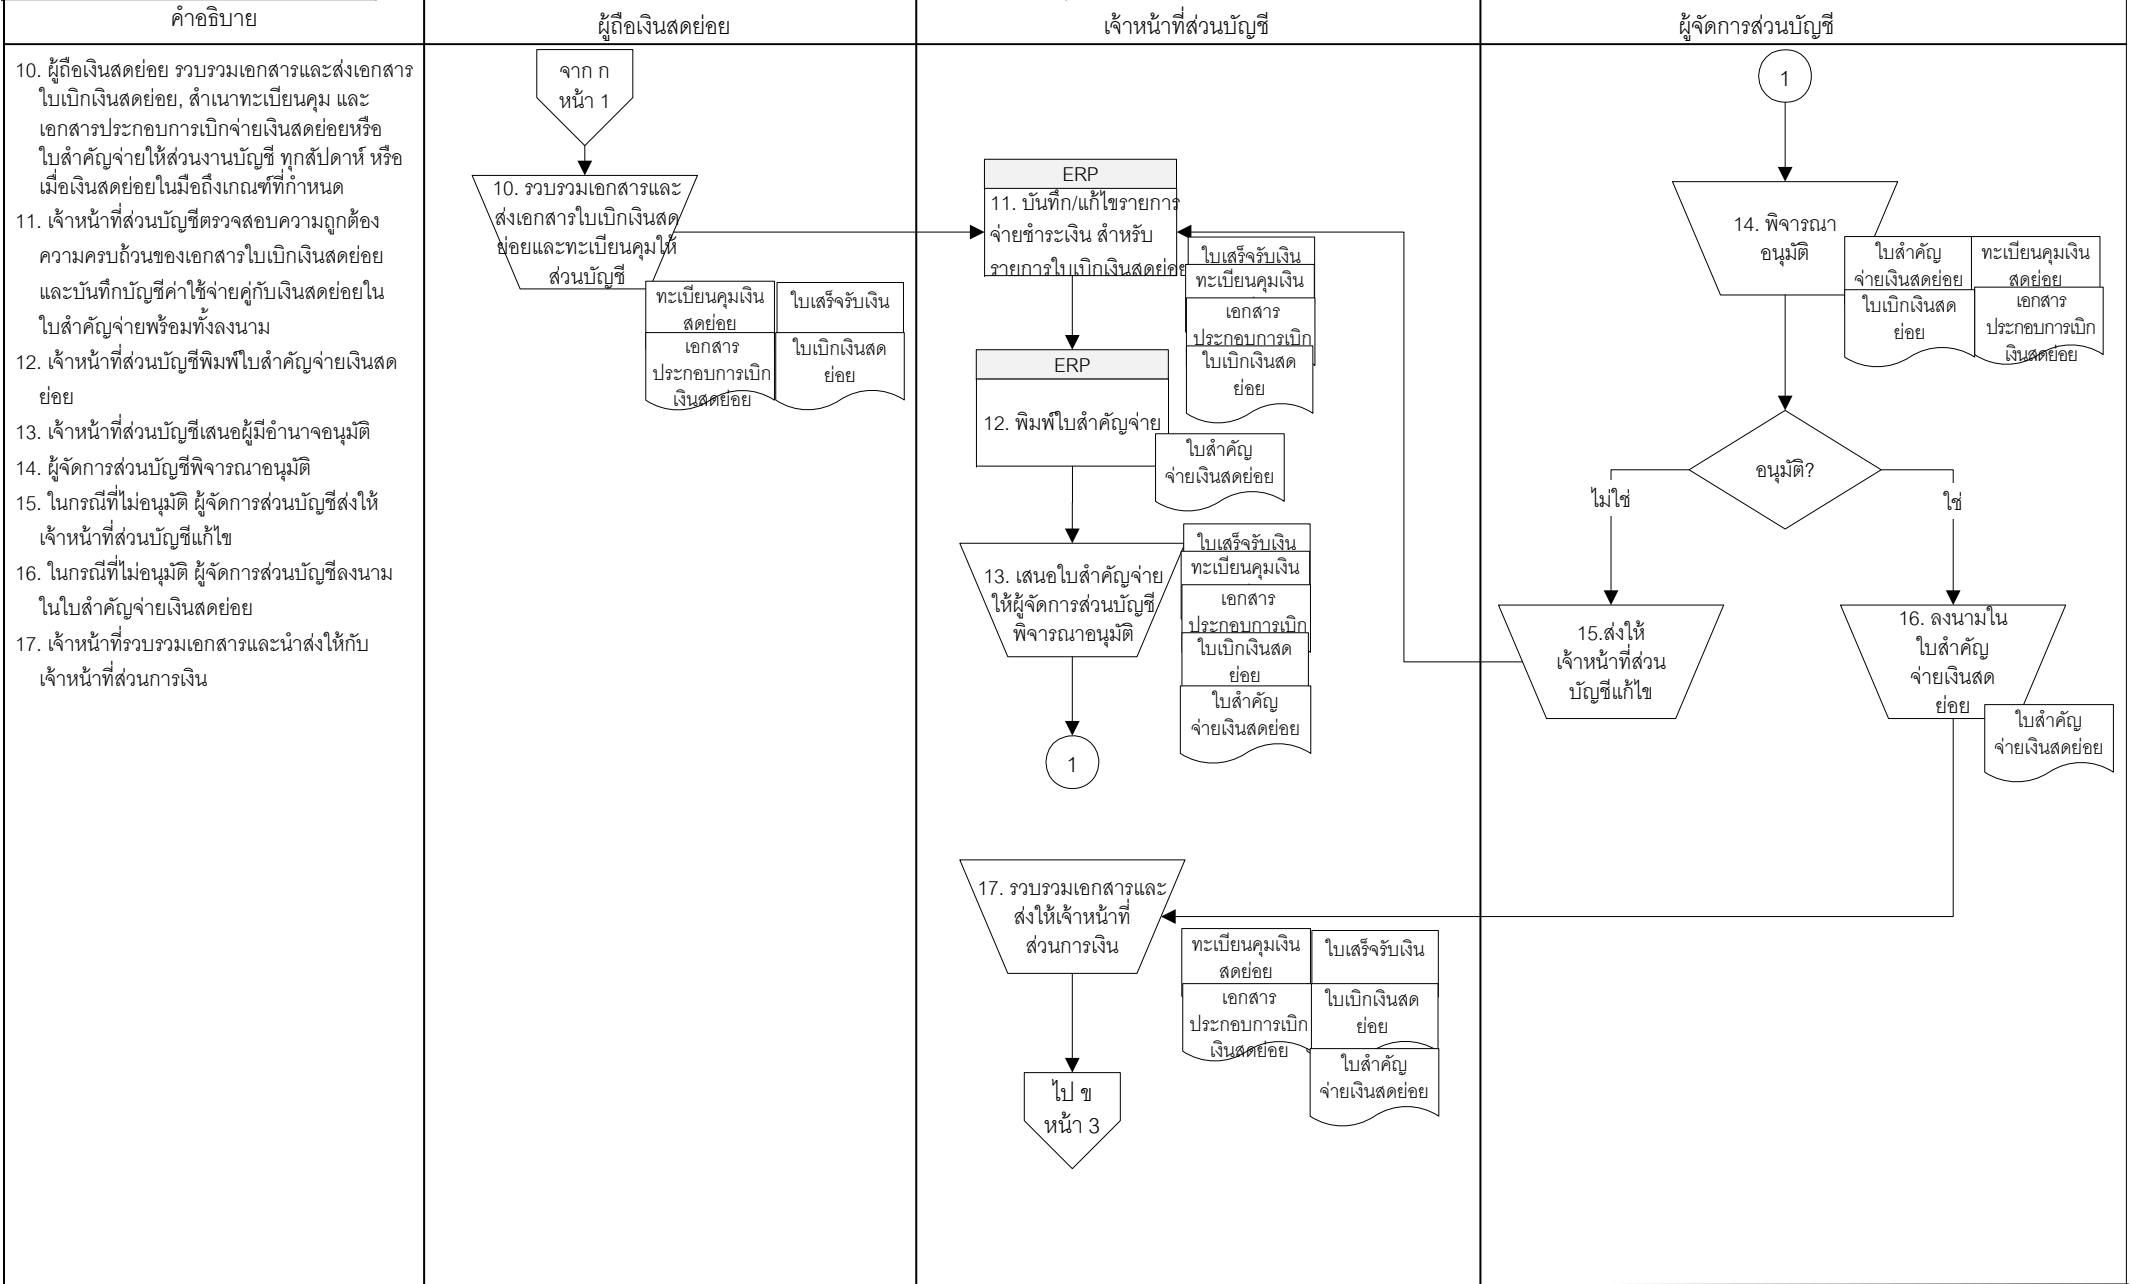 คำอธิบาย
ผู้ถือเงินสดย่อย
เจ้าหน้าที่ส่วนบัญชี
ผู้จัดการส่วนบัญชี
10. ผู้ถือเงินสดย่อย รวบรวมเอกสารและส่งเอกสาร
ใบเบิกเงินสดย่อย, สำเนาทะเบียนคุม และ
เอกสารประกอบการเบิกจ่ายเงินสดย่อยหรือ
ใบสำคัญจ่ายให้ส่วนงานบัญชี ทุกสัปดาห์ หรือ
เมื่อเงินสดย่อยในมือถึงเกณฑ์ที่กำหนด
11. เจ้าหน้าที่ส่วนบัญชีตรวจสอบความถูกต้อง
ความครบถ้วนของเอกสารใบเบิกเงินสดย่อย
และบันทึกบัญชีค่าใช้จ่ายคู่กับเงินสดย่อยใน
ใบสำคัญจ่ายพร้อมทั้งลงนาม
12. เจ้าหน้าที่ส่วนบัญชีพิมพ์ใบสำคัญจ่ายเงินสด
ย่อย
13. เจ้าหน้าที่ส่วนบัญชีเสนอผู้มีอำนาจอนุมัติ
14. ผู้จัดการส่วนบัญชีพิจารณาอนุมัติ
15. ในกรณีที่ไม่อนุมัติ ผู้จัดการส่วนบัญชีส่งให้
เจ้าหน้าที่ส่วนบัญชีแก้ไข
16. ในกรณีที่ไม่อนุมัติ ผู้จัดการส่วนบัญชีลงนาม
ในใบสำคัญจ่ายเงินสดย่อย
17. เจ้าหน้าที่รวบรวมเอกสารและนำส่งให้กับ
เจ้าหน้าที่ส่วนการเงิน
จาก ก
หน้า 1
10. รวบรวมเอกสารและ
ส่งเอกสารใบเบิกเงินสด
ย่อยและทะเบียนคุมให้
ส่วนบัญชี
ทะเบียนคุมเงิน
สดย่อย
ใบเสร็จรับเงิน
เอกสาร
ประกอบการเบิก
เงินสดย่อย
ใบเบิกเงินสด
ย่อย
ERP
11. บันทึก/แก้ไขรายการ
จ่ายชำระเงิน สำหรับ
รายการใบเบิกเงินสดย่อย
ใบเสร็จรับเงิน
ทะเบียนคุมเงิน
เอกสาร
ประกอบการเบิก
ใบเบิกเงินสด
ย่อย
ERP
12. พิมพ์ใบสำคัญจ่าย
ใบสำคัญ
จ่ายเงินสดย่อย
13. เสนอใบสำคัญจ่าย
ให้ผู้จัดการส่วนบัญชี
พิจารณาอนุมัติ
ใบเสร็จรับเงิน
ทะเบียนคุมเงิน
เอกสาร
ประกอบการเบิก
ใบเบิกเงินสด
ย่อย
ใบสำคัญ
จ่ายเงินสดย่อย
1
17. รวบรวมเอกสารและ
ส่งให้เจ้าหน้าที่
ส่วนการเงิน
ทะเบียนคุมเงิน
สดย่อย
ใบเสร็จรับเงิน
เอกสาร
ประกอบการเบิก
เงินสดย่อย
ใบเบิกเงินสด
ย่อย
ใบสำคัญ
จ่ายเงินสดย่อย
ไป ข
หน้า 3
1
14. พิจารณา
อนุมัติ
ใบสำคัญ
จ่ายเงินสดย่อย
ทะเบียนคุมเงิน
สดย่อย
ใบเบิกเงินสด
ย่อย
เอกสาร
ประกอบการเบิก
เงินสดย่อย
อนุมัติ?
ไม่ใช่
ใช่
15.ส่งให้
เจ้าหน้าที่ส่วน
บัญชีแก้ไข
16. ลงนามใน
ใบสำคัญ
จ่ายเงินสด
ย่อย
ใบสำคัญ
จ่ายเงินสดย่อย